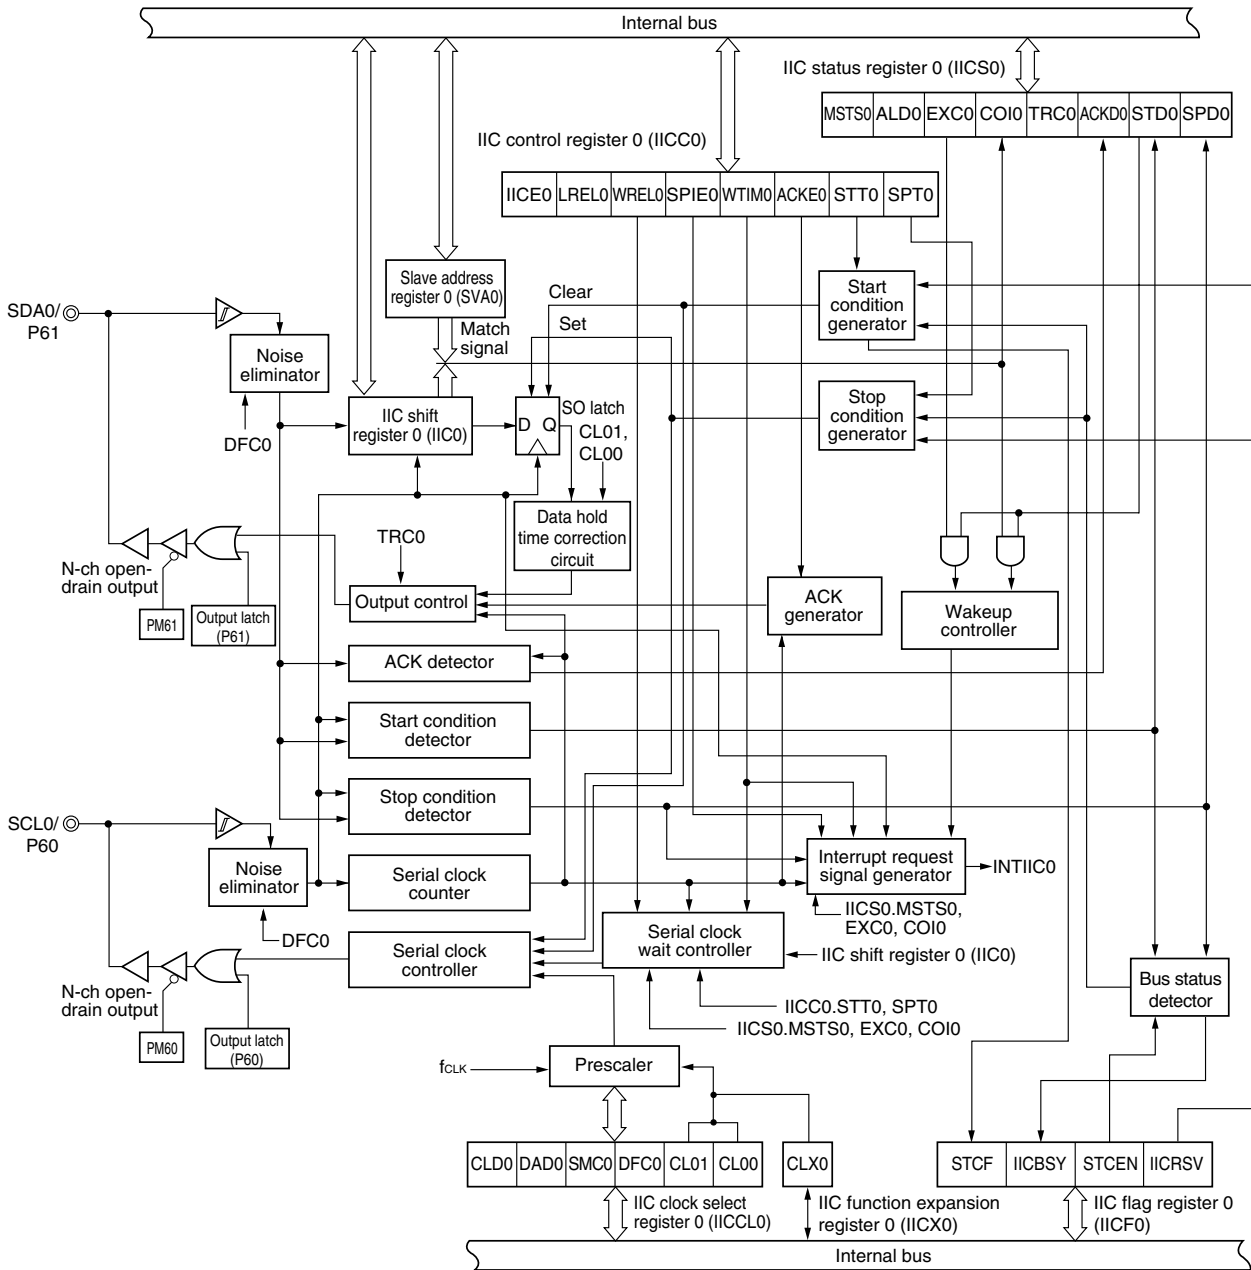 Internal bus
IIC status register 0 (IICS0)
MSTS0 ALD0 EXC0 COI0 TRC0 ACKD0 STD0 SPD0
IIC control register 0 (IICC0)
IICE0 LREL0 WREL0 SPIE0 WTIM0 ACKE0 STT0 SPT0
Slave address
register 0 (SVA0)
Clear
Start
condition
generator
SDA0/
P61
Set
Match
signal
Noise
eliminator
Stop
condition
generator
IIC shift
register 0 (IIC0)
D Q
SO latch
CL01,
CL00
DFC0
Data hold
time correction
circuit
TRC0
N-ch open-
drain output
Output control
ACK
generator
Wakeup
controller
PM61
Output latch
(P61)
ACK detector
Start condition
detector
Stop condition
detector
SCL0/
P60
Noise
eliminator
Serial clock
counter
Interrupt request
signal generator
INTIIC0
IICS0.MSTS0,
EXC0, COI0
DFC0
Serial clock
controller
Serial clock
wait controller
IIC shift register 0 (IIC0)
Bus status
detector
N-ch open-
drain output
IICC0.STT0, SPT0
IICS0.MSTS0, EXC0, COI0
PM60
Output latch
(P60)
fCLK
Prescaler
CLD0 DAD0 SMC0 DFC0 CL01 CL00
CLX0
STCF IICBSY STCEN IICRSV
IIC clock select
register 0 (IICCL0)
IIC function expansion
register 0 (IICX0)
IIC flag register 0
(IICF0)
Internal bus